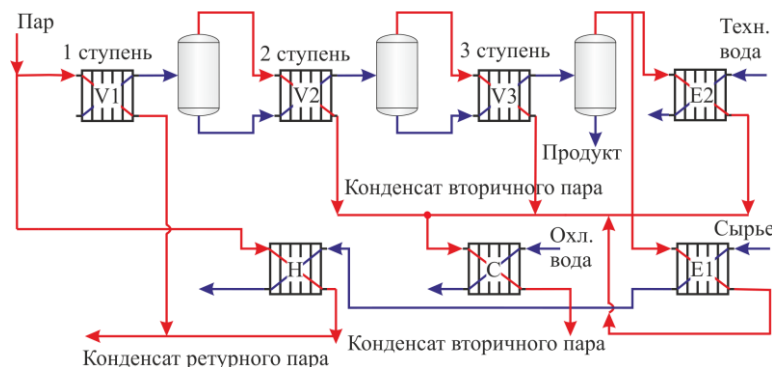 Пар
1 ступень
2 ступень
3 ступень
Техн.
вода
V1
V2
V3
E2
Продукт
Конденсат вторичного пара
Охл.
вода
Сырье
H
C
E1
Конденсат ретурного пара
Конденсат вторичного пара